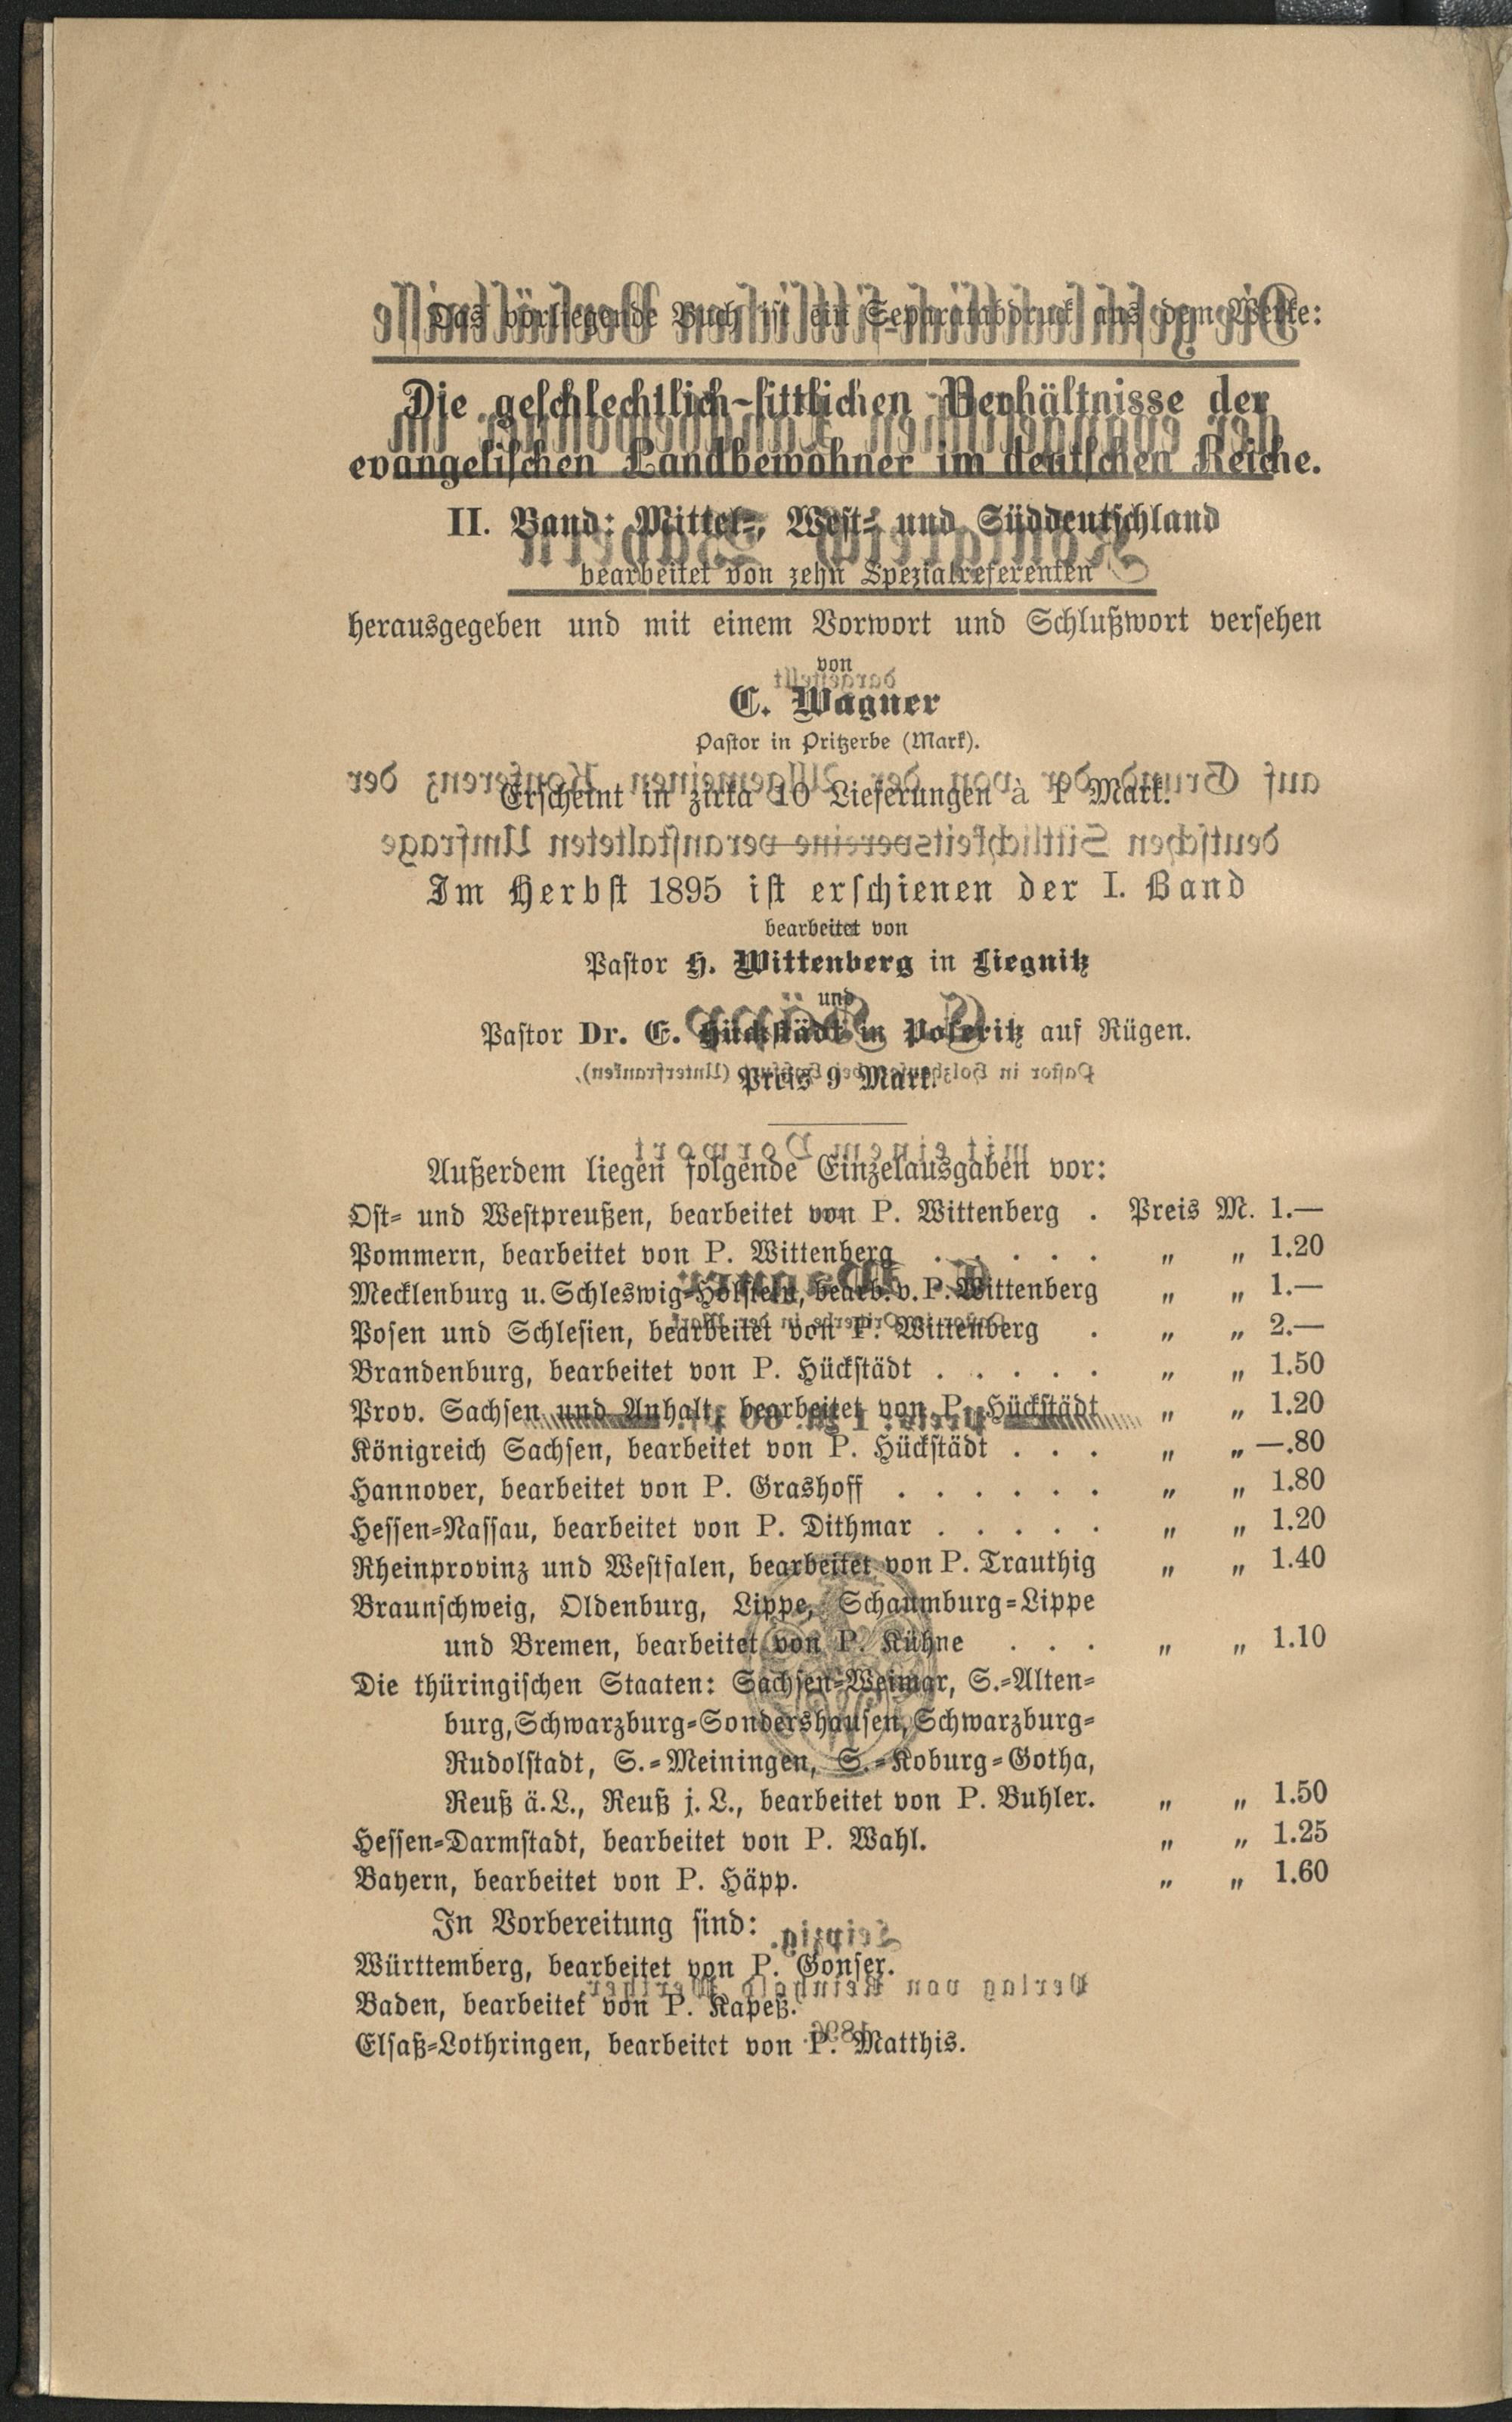 Das vorliegende Buch ist ein Separatabdruck aus dem Werke:
Die geschlechtlich-sittlichen Verhältnisse der
evangelischen Landbewohner im deutschen Reiche.
II. Band: Mittel-, West- und Süddeutschland
bearbeitet von zehn Spezialreferenten
herausgegeben und mit einem Vorwort und Schlußwort versehen
von
C. Wagner
Pastor in Pritzerbe (Mark).
Erscheint in zirka 10 Lieferungen à 1 Mark.
Im Herbst 1895 ist erschienen der I. Band
bearbeitet von
Pastor H. Wittenberg in Liegnitz
und
Pastor Dr. E. Hückstädt in Poseritz auf Rügen.
Preis 9 Mark.
Außerdem liegen folgende Einzelausgaben vor:
Ost- und Westpreußen, bearbeitet von P. Wittenberg . Preis M. 1.—
Pommern, bearbeitet von P. Wittenberg . . . . . „ „ 1.20
Mecklenburg u. Schleswig-Holstein, bearb. v. P. Wittenberg „ „ 1.—
Posen und Schlesien, bearbeitet von P. Wittenberg . „ „ 2.—
Brandenburg, bearbeitet von P. Hückstädt . . . . . „ „ 1.50
Prov. Sachsen und Anhalt, bearbeitet von P. Hückstädt „ „ 1.20
Königreich Sachsen, bearbeitet von P. Hückstädt . . . „ „ —.80
Hannover, bearbeitet von P. Grashoff . . . . . . „ „ 1.80
Hessen-Nassau, bearbeitet von P. Dithmar . . . . . „ „ 1.20
Rheinprovinz und Westfalen, bearbeitet von P. Trauthig „ „ 1.40
Braunschweig, Oldenburg, Lippe, Schaumburg-Lippe
und Bremen, bearbeitet von P. Kühne . . . „ „ 1.10
Die thüringischen Staaten: Sachsen-Weimar, S.-Alten-
burg, Schwarzburg-Sondershausen, Schwarzburg-
Rudolstadt, S.-Meiningen, S.-Koburg-Gotha,
Reuß ä. L., Reuß j. L., bearbeitet von P. Buhler. „ „ 1.50
Hessen-Darmstadt, bearbeitet von P. Wahl. „ „ 1.25
Bayern, bearbeitet von P. Häpp. „ „ 1.60
In Vorbereitung sind:
Württemberg, bearbeitet von P. Gonser.
Baden, bearbeitet von P. Kapeß.
Elsaß-Lothringen, bearbeitet von P. Matthis.